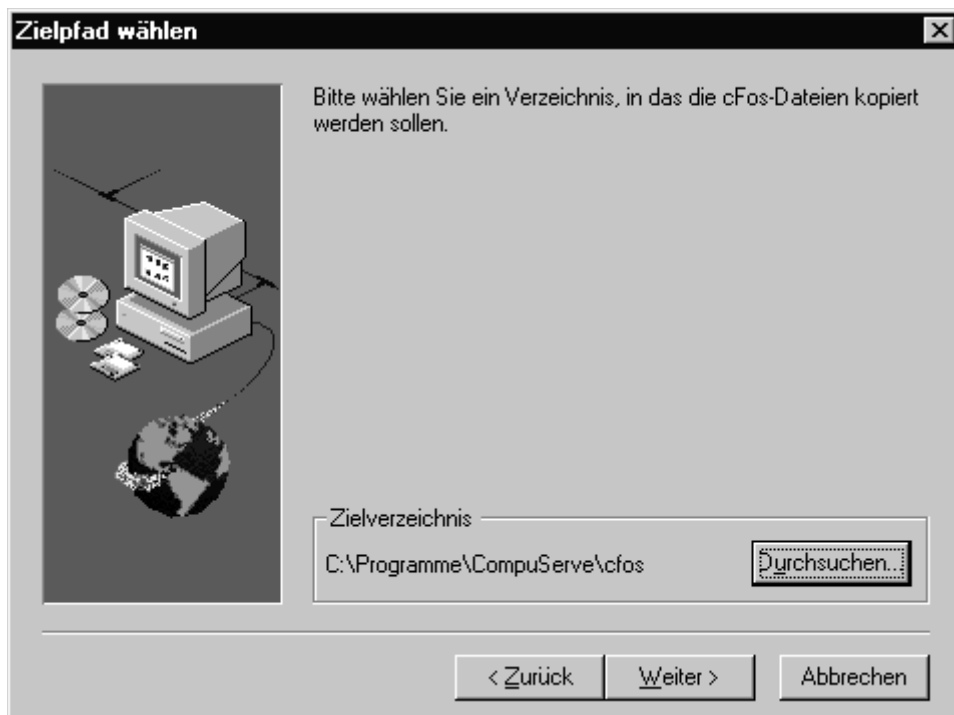 Zielpfad wählen
Bitte wählen Sie ein Verzeichnis, in das die cFos-Dateien kopiert
werden sollen.
Zielverzeichnis
C:\Programme\CompuServe\cfos
Durchsuchen...
< Zurück
Weiter >
Abbrechen